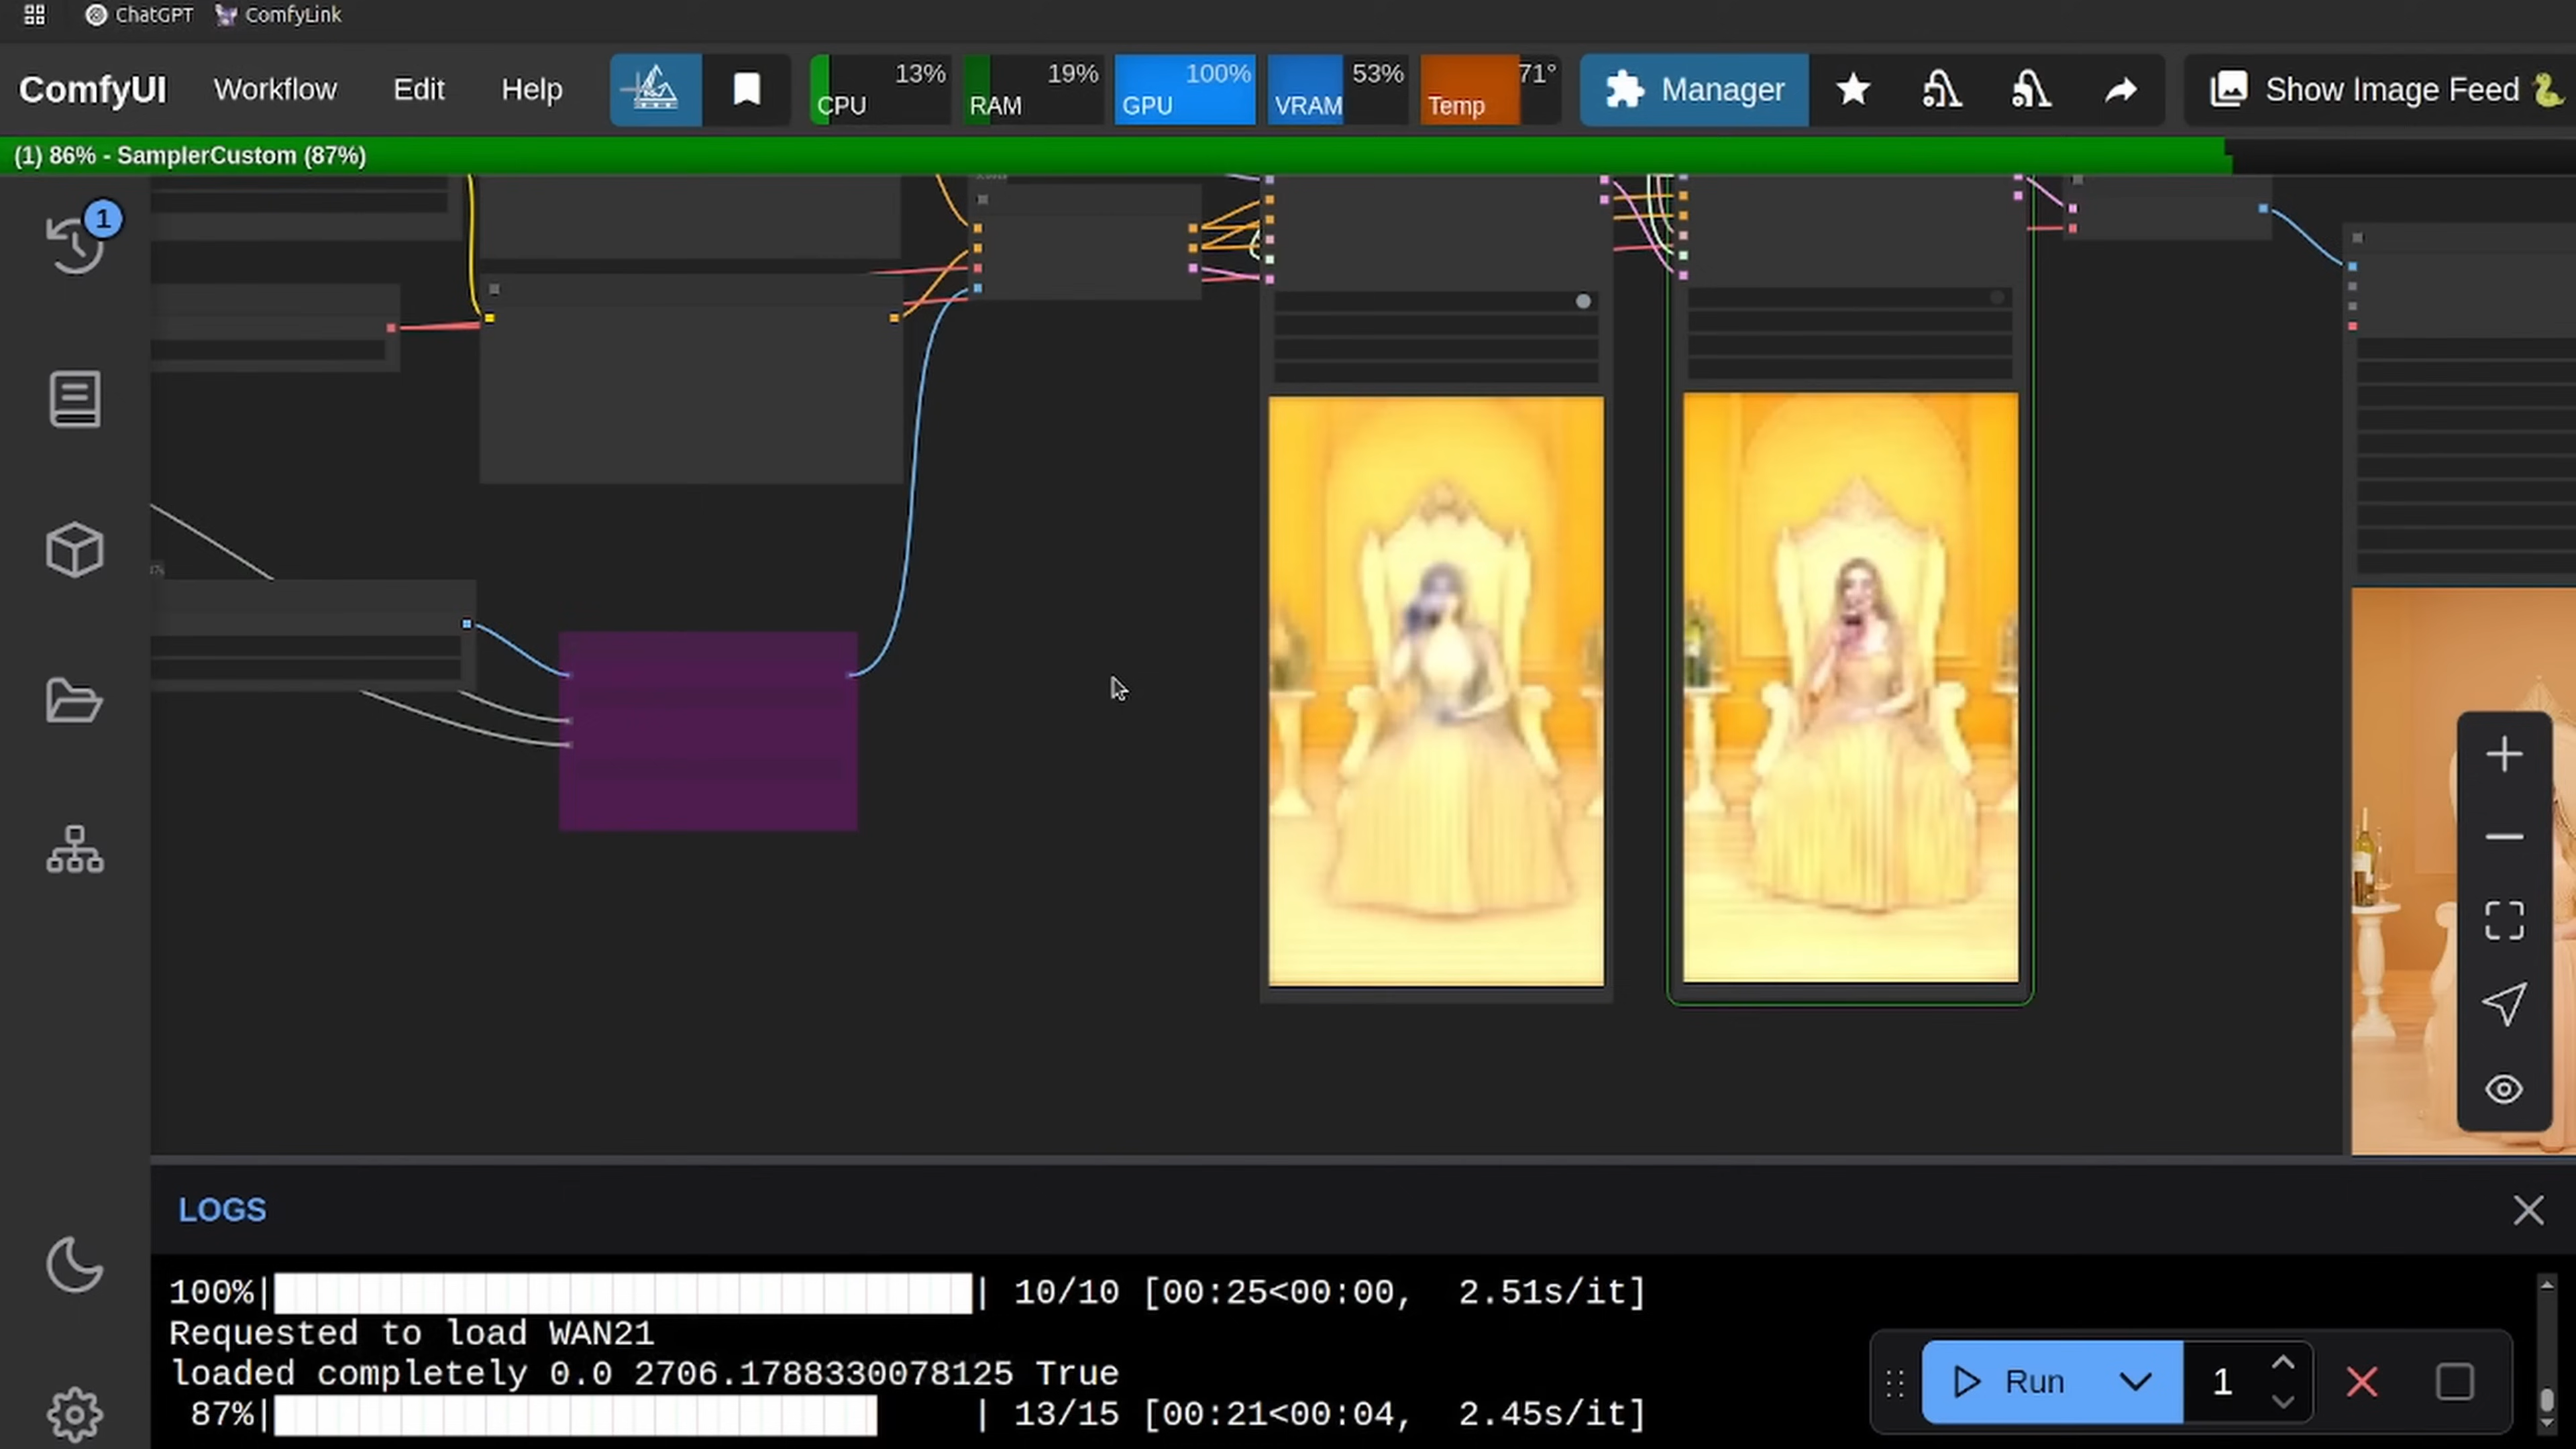 ChatGPT ComfyLink
ComfyUI Workflow Edit Help CPU 13% RAM 19% GPU 100% VRAM 53% Temp 71° Manager Show Image Feed
(1) 86% - SamplerCustom (87%)
1
LOGS
100%| | 10/10 [00:25<00:00, 2.51s/it]
Requested to load WAN21
loaded completely 0.0 2706.1788330078125 True
87%| | 13/15 [00:21<00:04, 2.45s/it]
Run 1